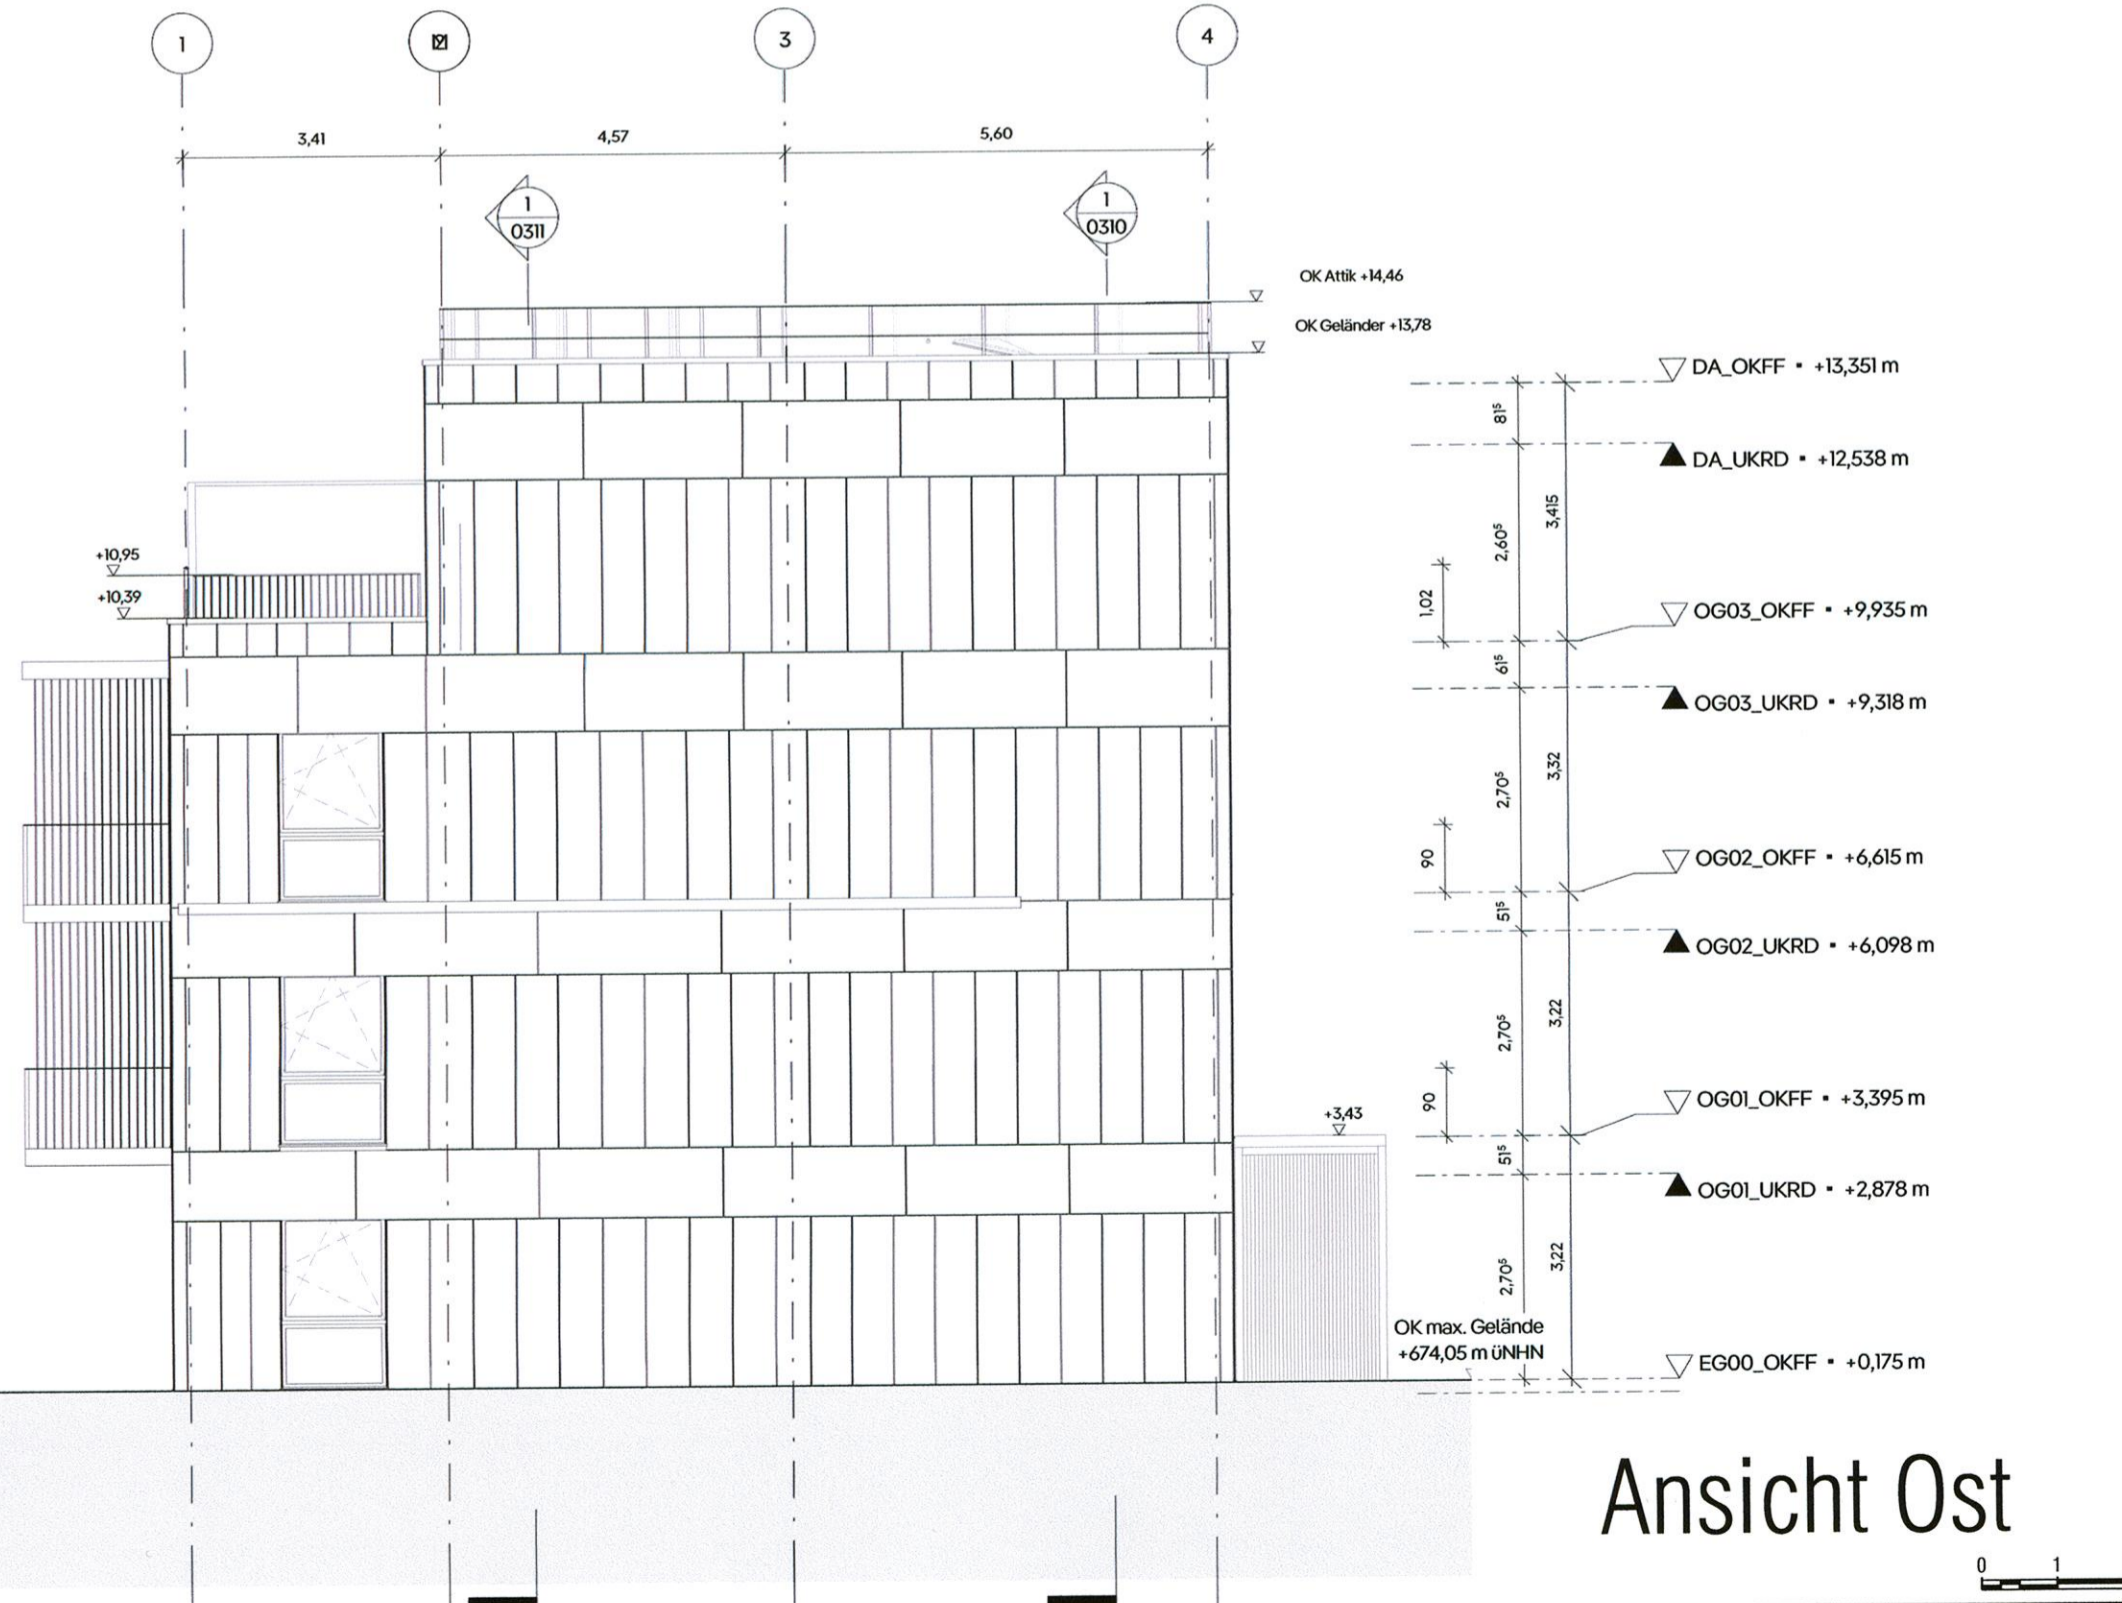 1
3
4
3,41
4,57
5,60
1
0311
1
0310
OK Attik +14,46
OK Geländer +13,78
DA_OKFF ▪ +13,351 m
81⁵
DA_UKRD ▪ +12,538 m
3,415
2,60⁵
+10,95
+10,39
1,02
OG03_OKFF ▪ +9,935 m
61⁵
OG03_UKRD ▪ +9,318 m
3,32
2,70⁵
90
OG02_OKFF ▪ +6,615 m
51⁵
OG02_UKRD ▪ +6,098 m
3,22
2,70⁵
90
OG01_OKFF ▪ +3,395 m
+3,43
51⁵
OG01_UKRD ▪ +2,878 m
3,22
2,70⁵
OK max. Gelände
+674,05 m üNHN
EG00_OKFF ▪ +0,175 m
Ansicht Ost
0 1